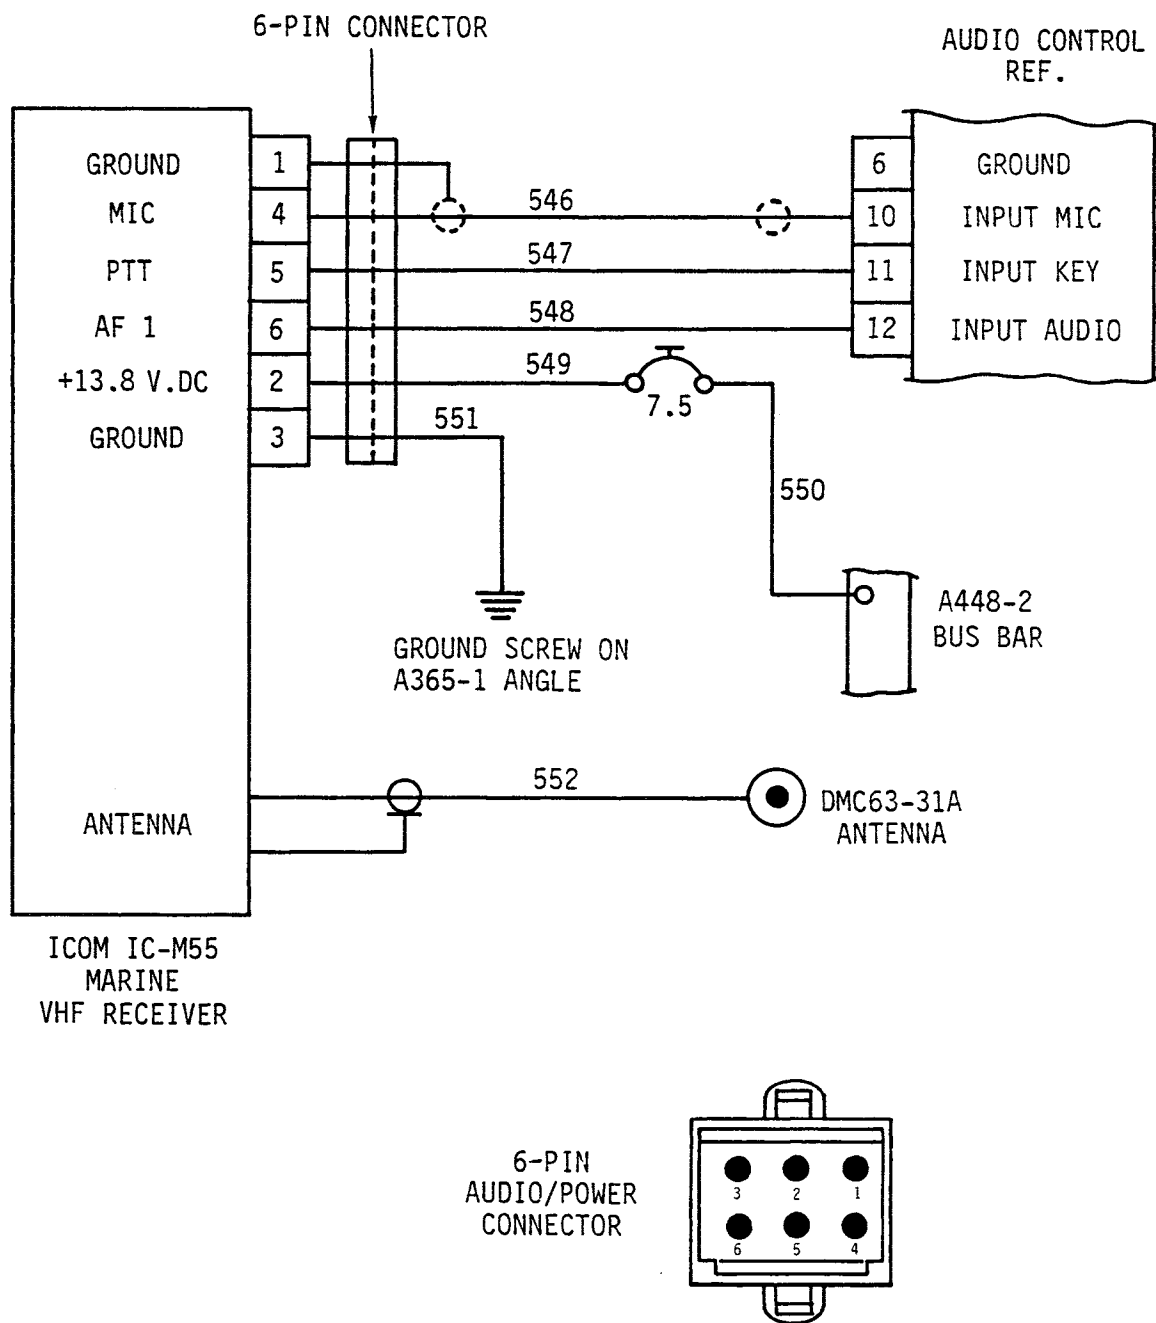 6-PIN CONNECTOR
AUDIO CONTROL
REF.
GROUND 1
6 GROUND
MIC 4
546
10 INPUT MIC
PTT 5
547
11 INPUT KEY
AF 1 6
548
12 INPUT AUDIO
+13.8 V.DC 2
549
7.5
GROUND 3
551
550
GROUND SCREW ON
A365-1 ANGLE
A448-2
BUS BAR
ANTENNA
552
DMC63-31A
ANTENNA
ICOM IC-M55
MARINE
VHF RECEIVER
6-PIN
AUDIO/POWER
CONNECTOR
3 2 1
6 5 4